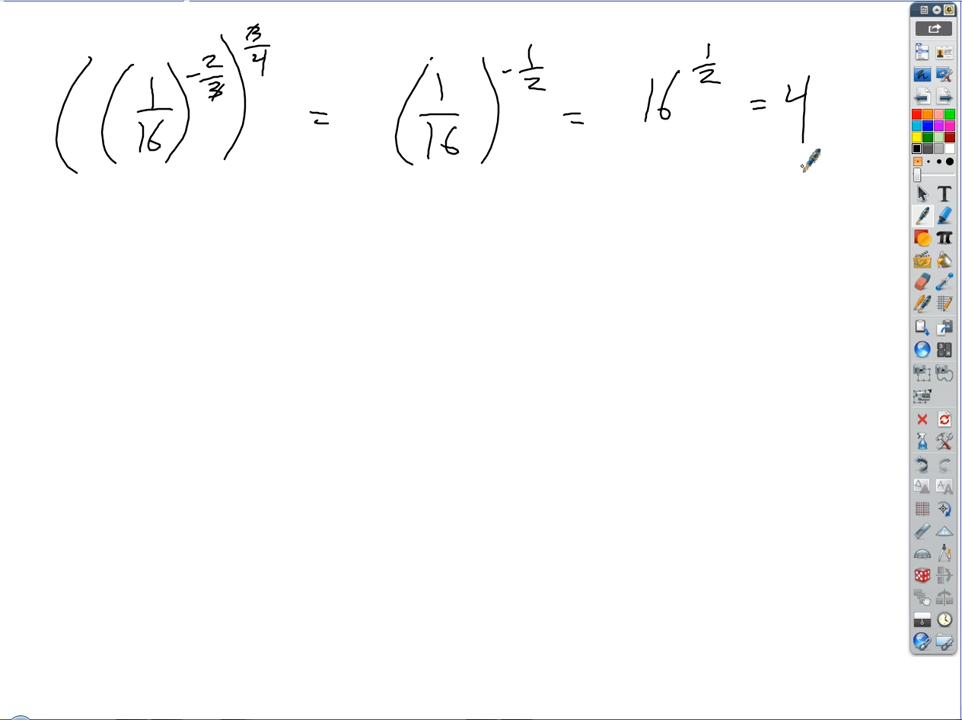 ((1/16)^(-2/3))^(3/4) = (1/16)^(-1/2) = 16^(1/2) = 4